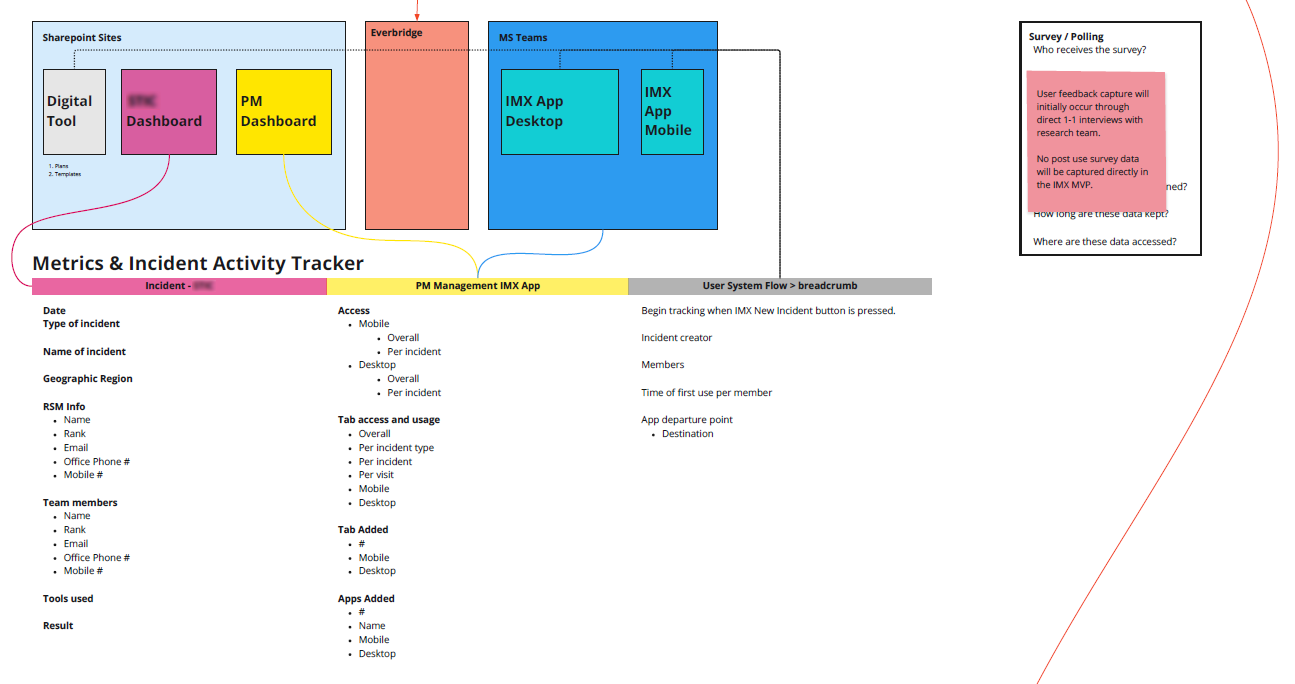 Sharepoint Sites
Digital
Tool
Dashboard
PM
Dashboard
1. Plans
2. Templates
Everbridge
MS Teams
IMX App
Desktop
IMX
App
Mobile
Survey / Polling
Who receives the survey?
User feedback capture will
initially occur through
direct 1-1 interviews with
research team.
No post use survey data
will be captured directly in
the IMX MVP.
ned?
How long are these data kept?
Where are these data accessed?
Metrics & Incident Activity Tracker
Incident -
Date
Type of incident
Name of incident
Geographic Region
RSM Info
• Name
• Rank
• Email
• Office Phone #
• Mobile #
Team members
• Name
• Rank
• Email
• Office Phone #
• Mobile #
Tools used
Result
PM Management IMX App
Access
• Mobile
• Overall
• Per incident
• Desktop
• Overall
• Per incident
Tab access and usage
• Overall
• Per incident type
• Per incident
• Per visit
• Mobile
• Desktop
Tab Added
• #
• Mobile
• Desktop
Apps Added
• #
• Name
• Mobile
• Desktop
User System Flow > breadcrumb
Begin tracking when IMX New Incident button is pressed.
Incident creator
Members
Time of first use per member
App departure point
• Destination